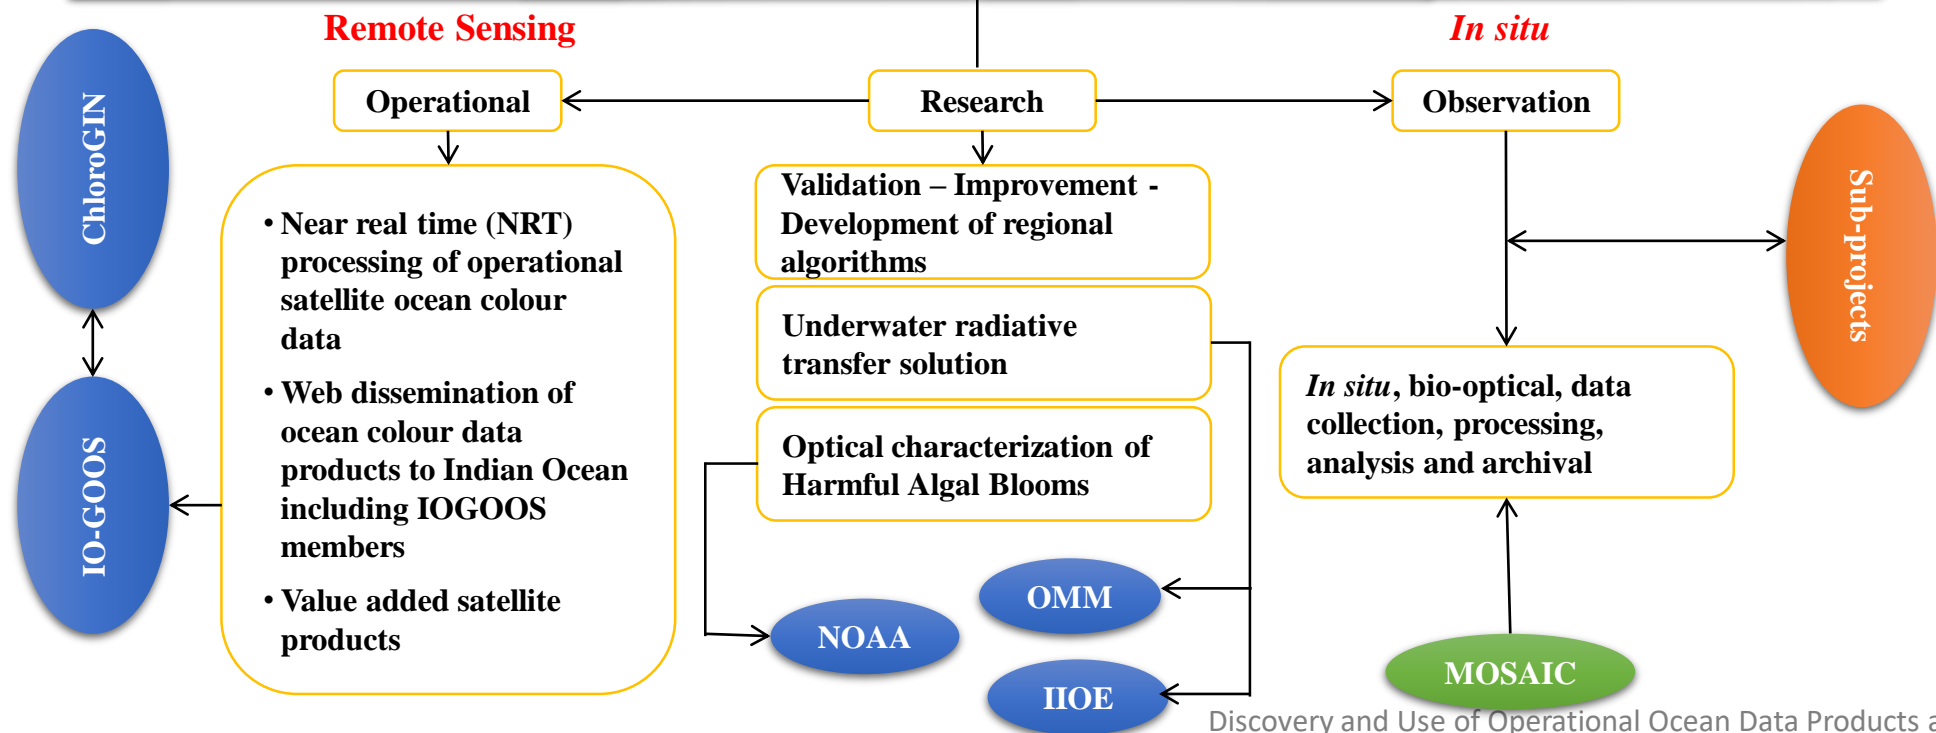 Remote Sensing
In situ
ChloroGIN
Operational
Research
Observation
Sub-projects
• Near real time (NRT)
processing of operational
satellite ocean colour
data
• Web dissemination of
ocean colour data
products to Indian Ocean
including IOGOOS
members
• Value added satellite
products
IO-GOOS
Validation – Improvement -
Development of regional
algorithms
Underwater radiative
transfer solution
Optical characterization of
Harmful Algal Blooms
In situ, bio-optical, data
collection, processing,
analysis and archival
OMM
NOAA
IIOE
MOSAIC
Discovery and Use of Operational Ocean Data Products a